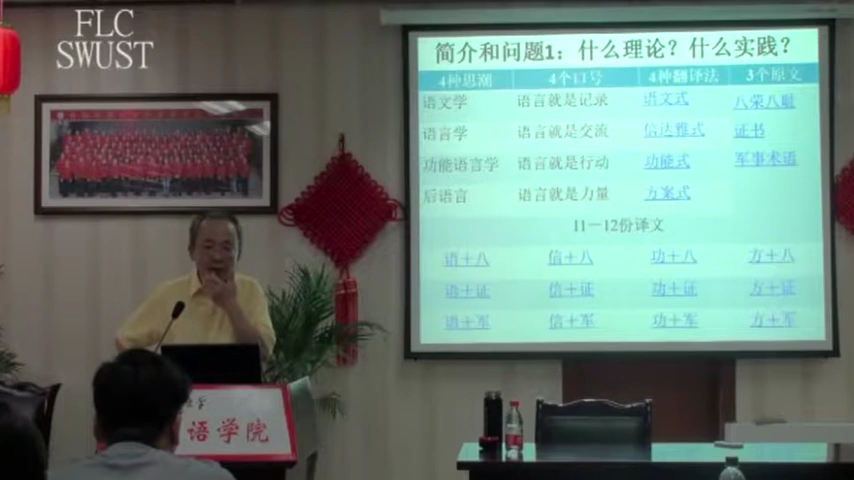 FLC
SWUST
简介和问题1：什么理论？什么实践？
4种思潮 4个口号 4种翻译法 3个原文
语文学 语言就是记录 语文式 八荣八耻
语言学 语言就是交流 信达雅式 证书
功能语言学 语言就是行动 功能式 军事术语
后语言 语言就是力量 方案式
11－12份译文
语＋八 信＋八 功＋八 方＋八
语＋证 信＋证 功＋证 方＋证
语＋军 信＋军 功＋军 方＋军
语学院